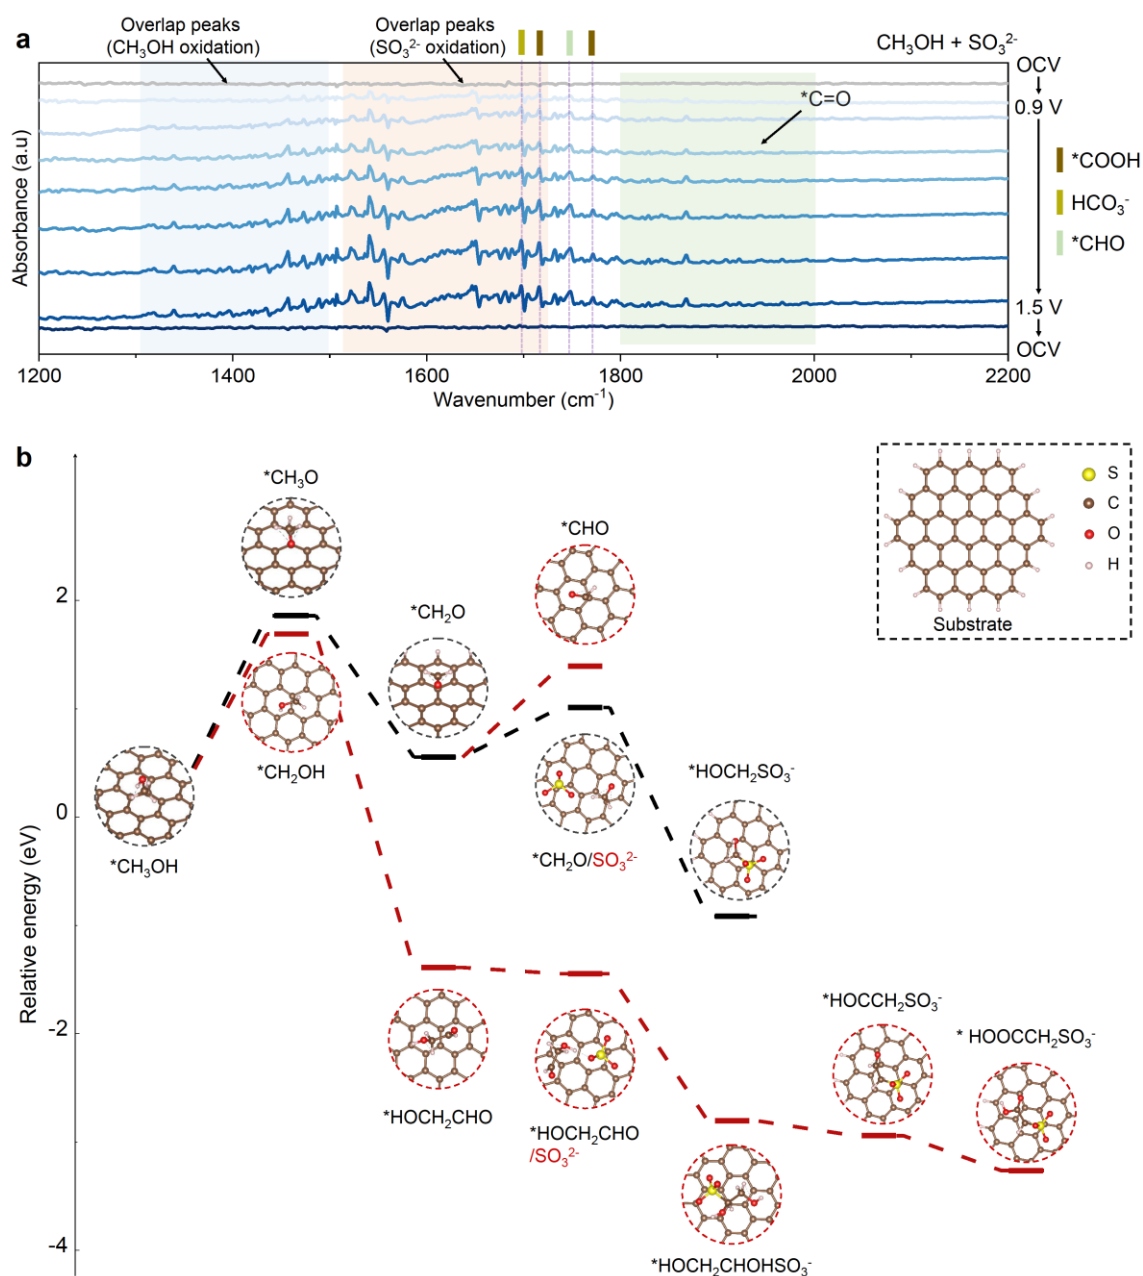 a
Overlap peaks
(CH₃OH oxidation)
Overlap peaks
(SO₃²⁻ oxidation)
CH₃OH + SO₃²⁻
OCV
0.9 V
1.5 V
OCV
*C=O
*COOH
HCO₃⁻
*CHO
Absorbance (a.u)
1200
1400
1600
1800
2000
2200
Wavenumber (cm⁻¹)
b
Relative energy (eV)
2
0
-2
-4
*CH₃O
*CHO
*CH₂O
*CH₂OH
*CH₃OH
*CH₂O/SO₃²⁻
*HOCH₂SO₃⁻
*HOCH₂CHO
*HOCH₂CHO
/SO₃²⁻
*HOCCH₂SO₃⁻
* HOOCCH₂SO₃⁻
*HOCH₂CHOHSO₃⁻
S
C
O
H
Substrate